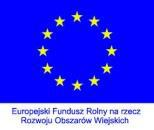 Europejski Fundusz Rolny na rzecz
Rozwoju Obszarów Wiejskich